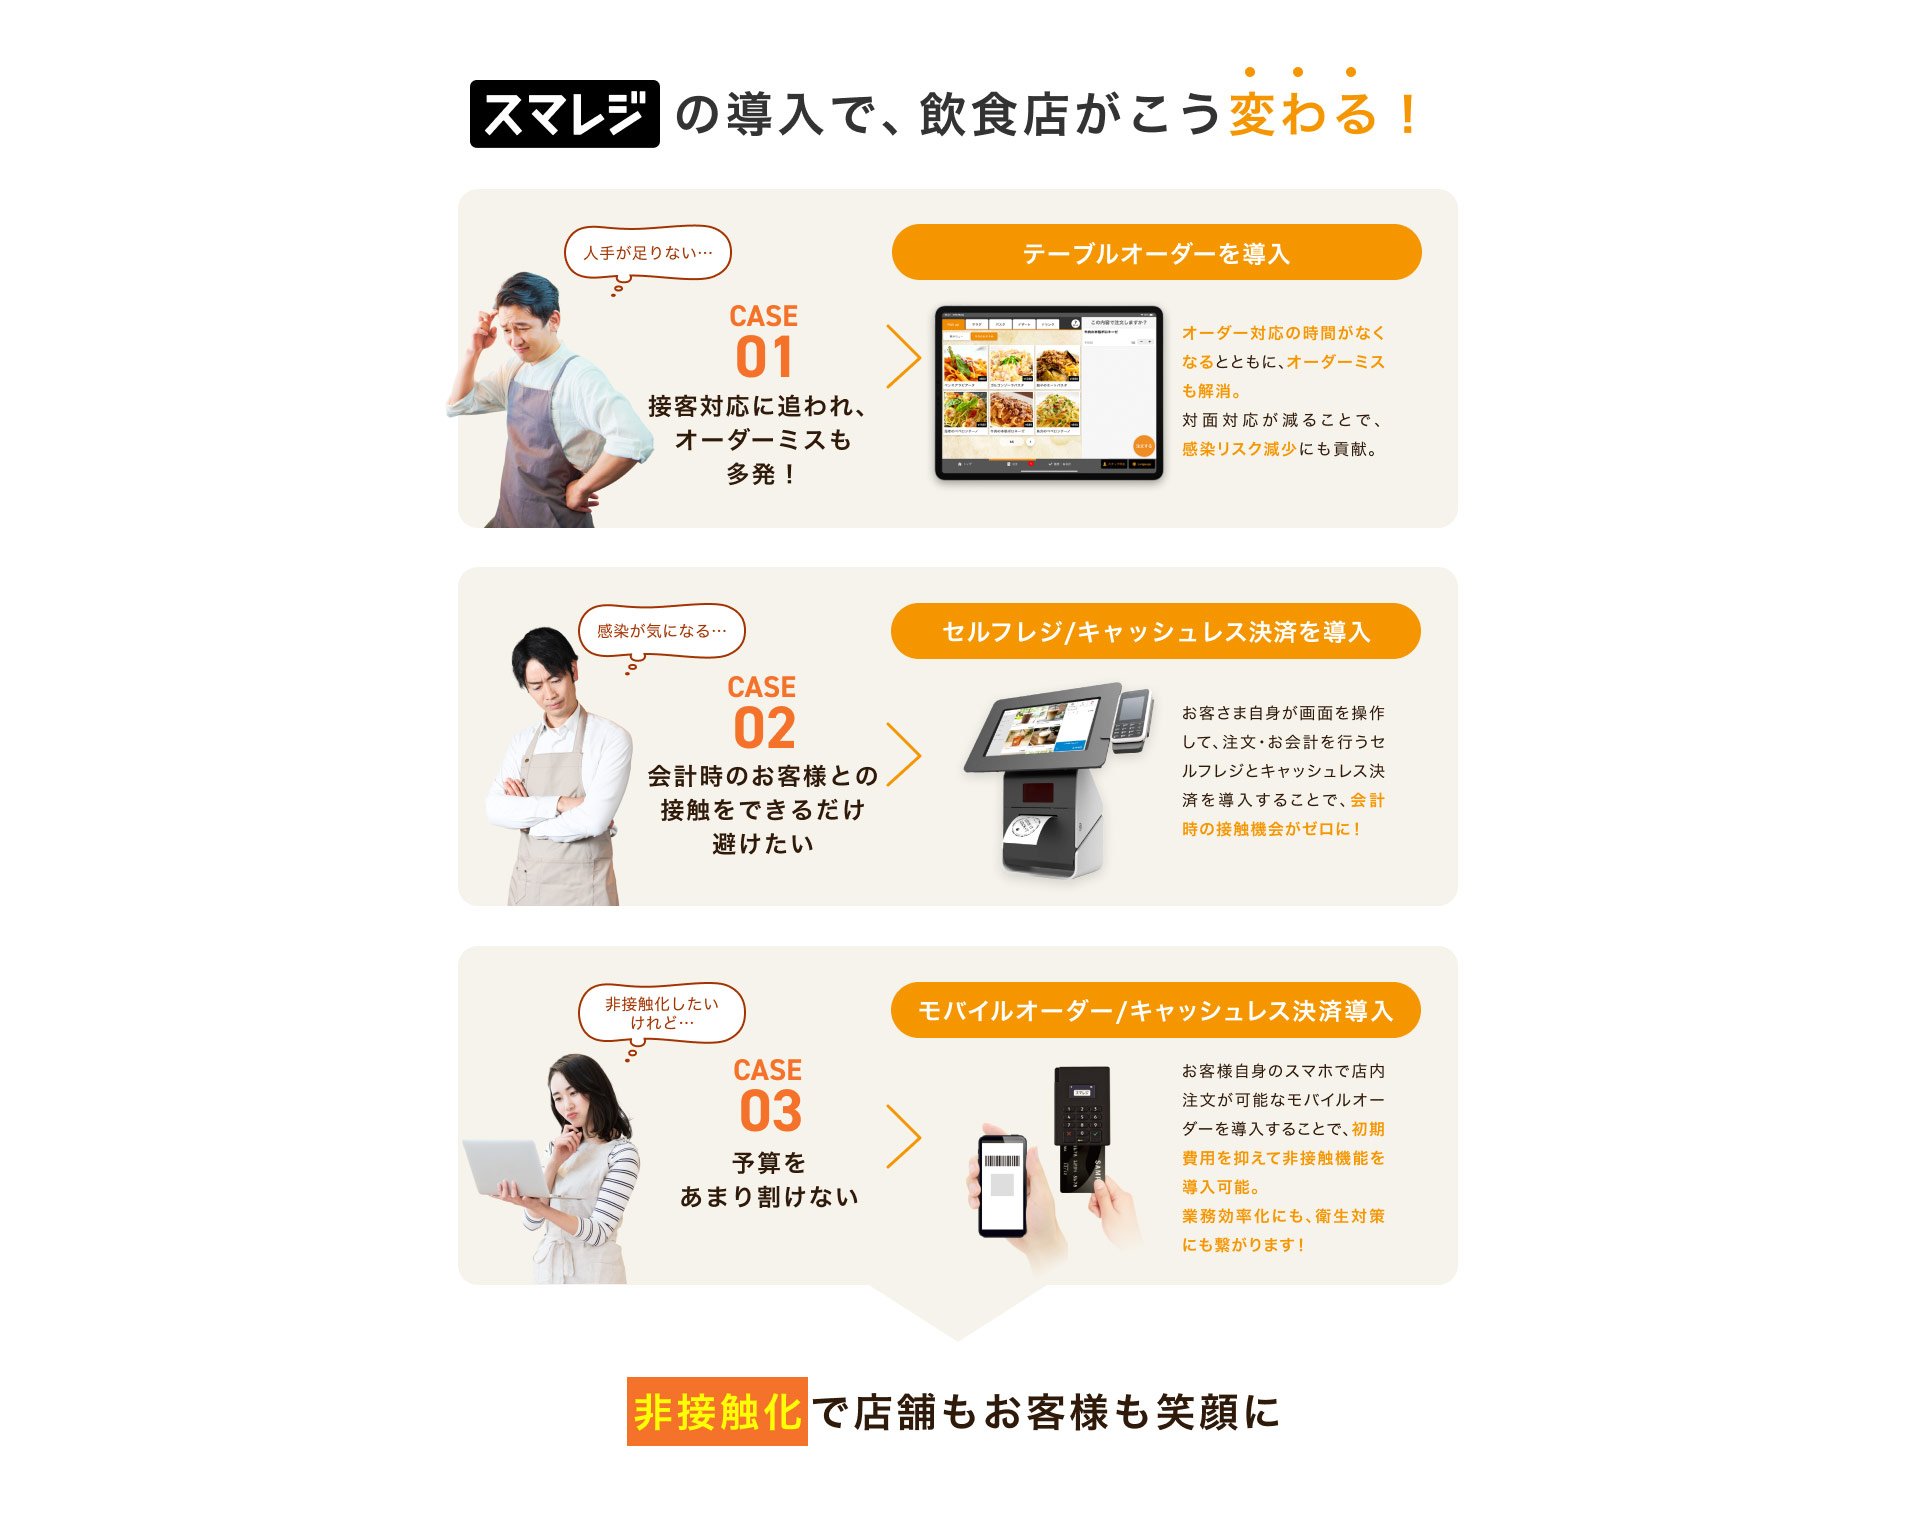 スマレジの導入で、飲食店がこう変わる！
人手が足りない…
CASE
01
接客対応に追われ、
オーダーミスも
多発！
テーブルオーダーを導入
この内容で注文しますか？
オーダー対応の時間がなく
なるとともに、オーダーミス
も解消。
対面対応が減ることで、
感染リスク減少にも貢献。
感染が気になる…
CASE
02
会計時のお客様との
接触をできるだけ
避けたい
セルフレジ/キャッシュレス決済を導入
お客さま自身が画面を操作
して、注文・お会計を行うセ
ルフレジとキャッシュレス決
済を導入することで、会計
時の接触機会がゼロに！
非接触化したい
けれど…
CASE
03
予算を
あまり割けない
モバイルオーダー/キャッシュレス決済導入
スマレジ
お客様自身のスマホで店内
注文が可能なモバイルオー
ダーを導入することで、初期
費用を抑えて非接触機能を
導入可能。
業務効率化にも、衛生対策
にも繋がります！
非接触化で店舗もお客様も笑顔に